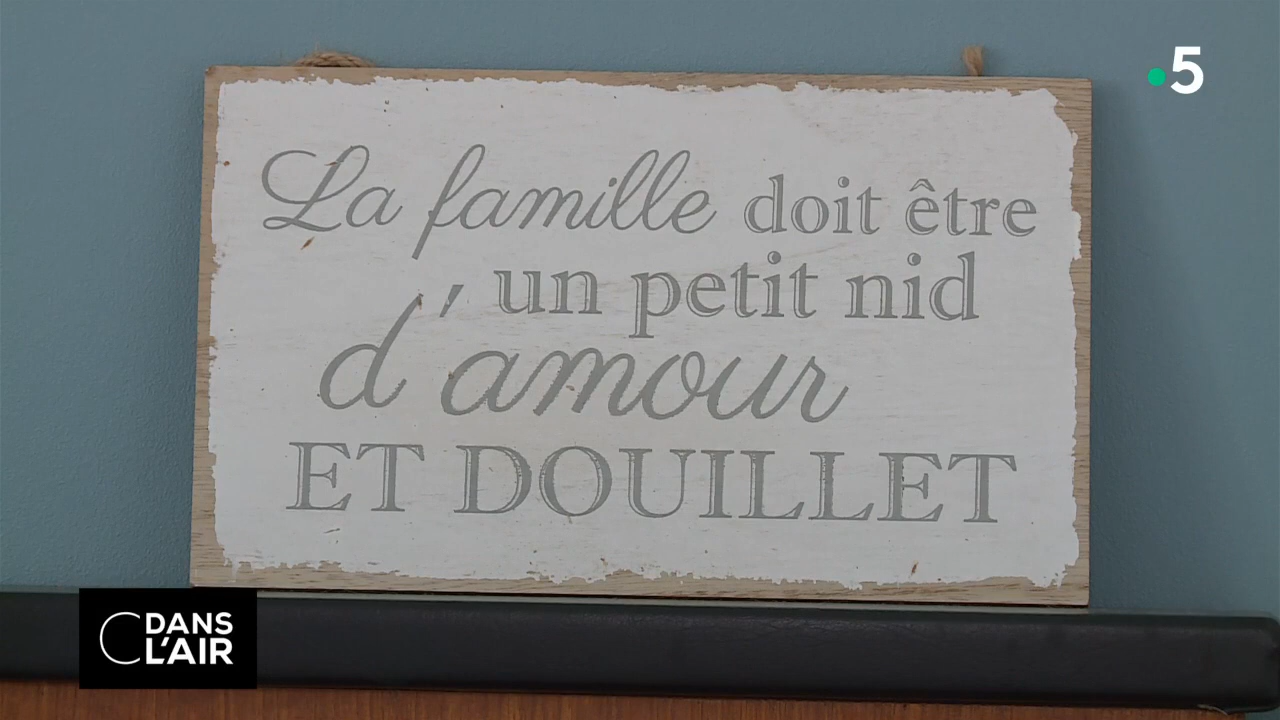 5
La famille doit être
un petit nid
d'amour
ET DOUILLET
C DANS
L'AIR